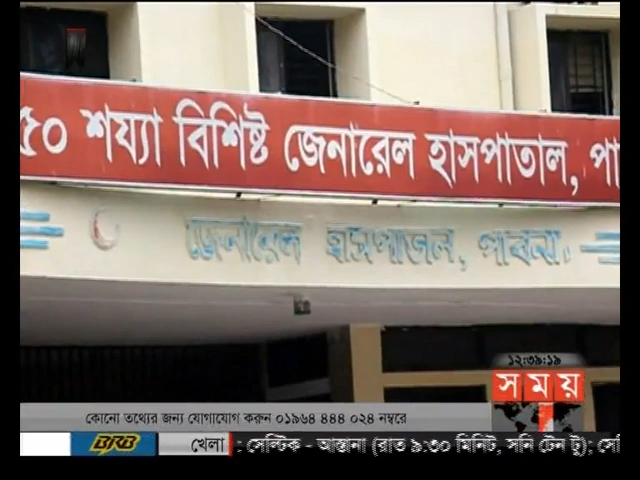 ৫০ শয্যা বিশিষ্ট জেনারেল হাসপাতাল, পা
জেনারেল হাসপাতাল, পাবনা।
১২:৩৯:১৯
সময়
কোনো তথ্যের জন্য যোগাযোগ করুন ০১৯৬৪ ৪৪৪ ০২৪ নম্বরে
BRB খেলা : সেল্টিক - আস্তানা (রাত ৯:৩০ মিনিট, সনি টেন টু); সে